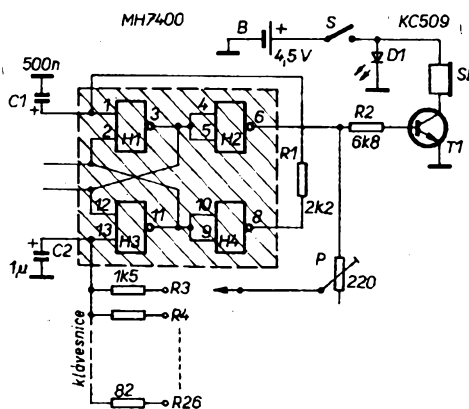 MH7400
KC509
500n
B
+
4,5V
S
D1
Sl
C1
+
1
2
3
H1
4
5
6
H2
R1
2k2
R2
6k8
T1
12
13
11
H3
10
9
8
H4
+
C2
1μ
P
220
1k5
R3
R4
klávesnice
82
R26